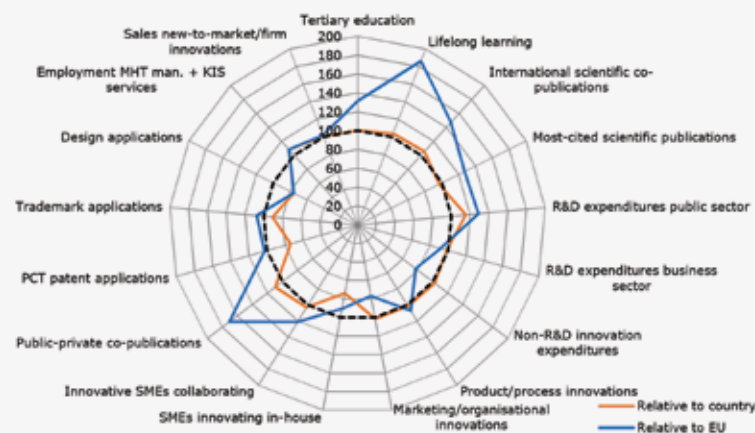 Tertiary education
200
180
160
140
120
100
80
60
40
20
0
Lifelong learning
International scientific co-
publications
Most-cited scientific publications
R&D expenditures public sector
R&D expenditures business
sector
Non-R&D innovation
expenditures
Product/process innovations
Marketing/organisational
innovations
SMEs innovating in-house
Innovative SMEs collaborating
Public-private co-publications
PCT patent applications
Trademark applications
Design applications
Employment MHT man. + KIS
services
Sales new-to-market/firm
innovations
Relative to country
Relative to EU